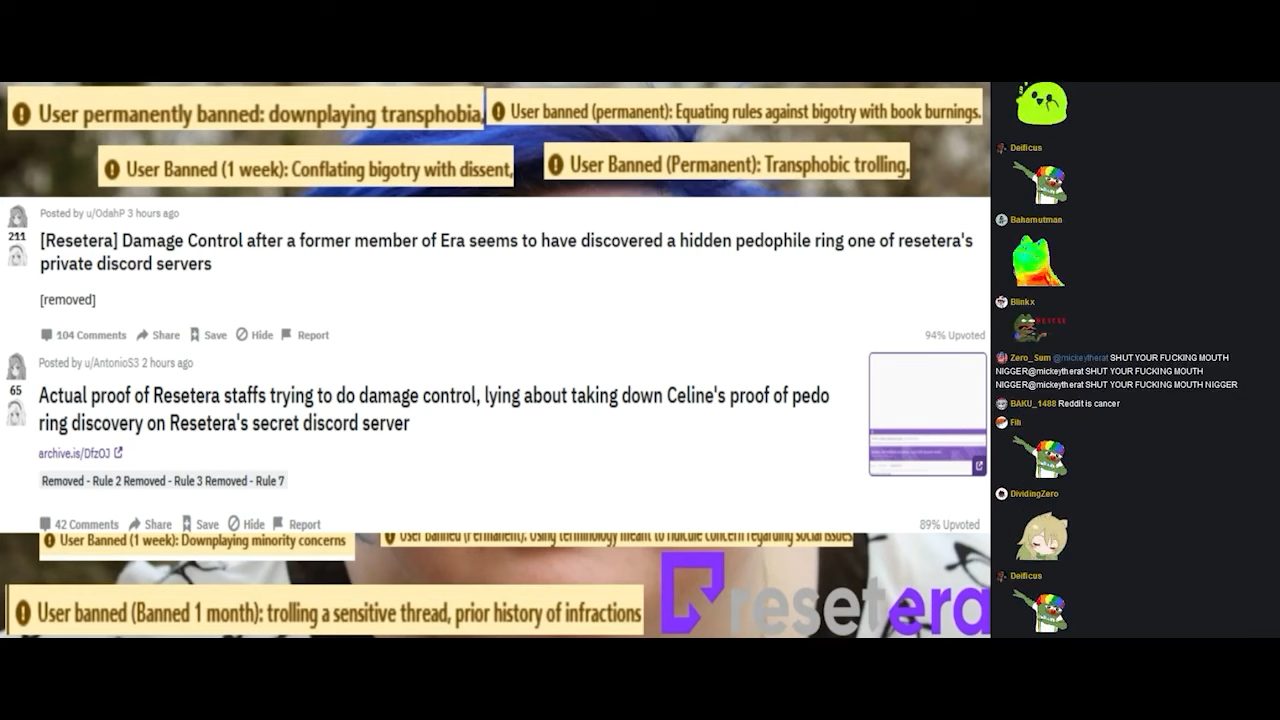 User permanently banned: downplaying transphobia,
User banned (permanent): Equating rules against bigotry with book burnings.
User Banned (1 week): Conflating bigotry with dissent,
User Banned (Permanent): Transphobic trolling.
Posted by u/OdahP 3 hours ago
211
[Resetera] Damage Control after a former member of Era seems to have discovered a hidden pedophile ring one of resetera's
private discord servers
[removed]
104 Comments Share Save Hide Report
94% Upvoted
Posted by u/AntonioS3 2 hours ago
65
Actual proof of Resetera staffs trying to do damage control, lying about taking down Celine's proof of pedo
ring discovery on Resetera's secret discord server
archive.is/DfzOJ
Removed - Rule 2 Removed - Rule 3 Removed - Rule 7
42 Comments Share Save Hide Report
89% Upvoted
User Banned (1 week): Downplaying minority concerns
User Banned (Permanent): Using terminology meant to ridicule concern regarding social issues
User banned (Banned 1 month): trolling a sensitive thread, prior history of infractions
resetera
Deificus
Bahamutman
Blinkx
Zero_Sum @mickeytherat SHUT YOUR FUCKING MOUTH
NIGGER@mickeytherat SHUT YOUR FUCKING MOUTH
NIGGER@mickeytherat SHUT YOUR FUCKING MOUTH NIGGER
BAKU_1488 Reddit is cancer
Fih
DividingZero
Deificus